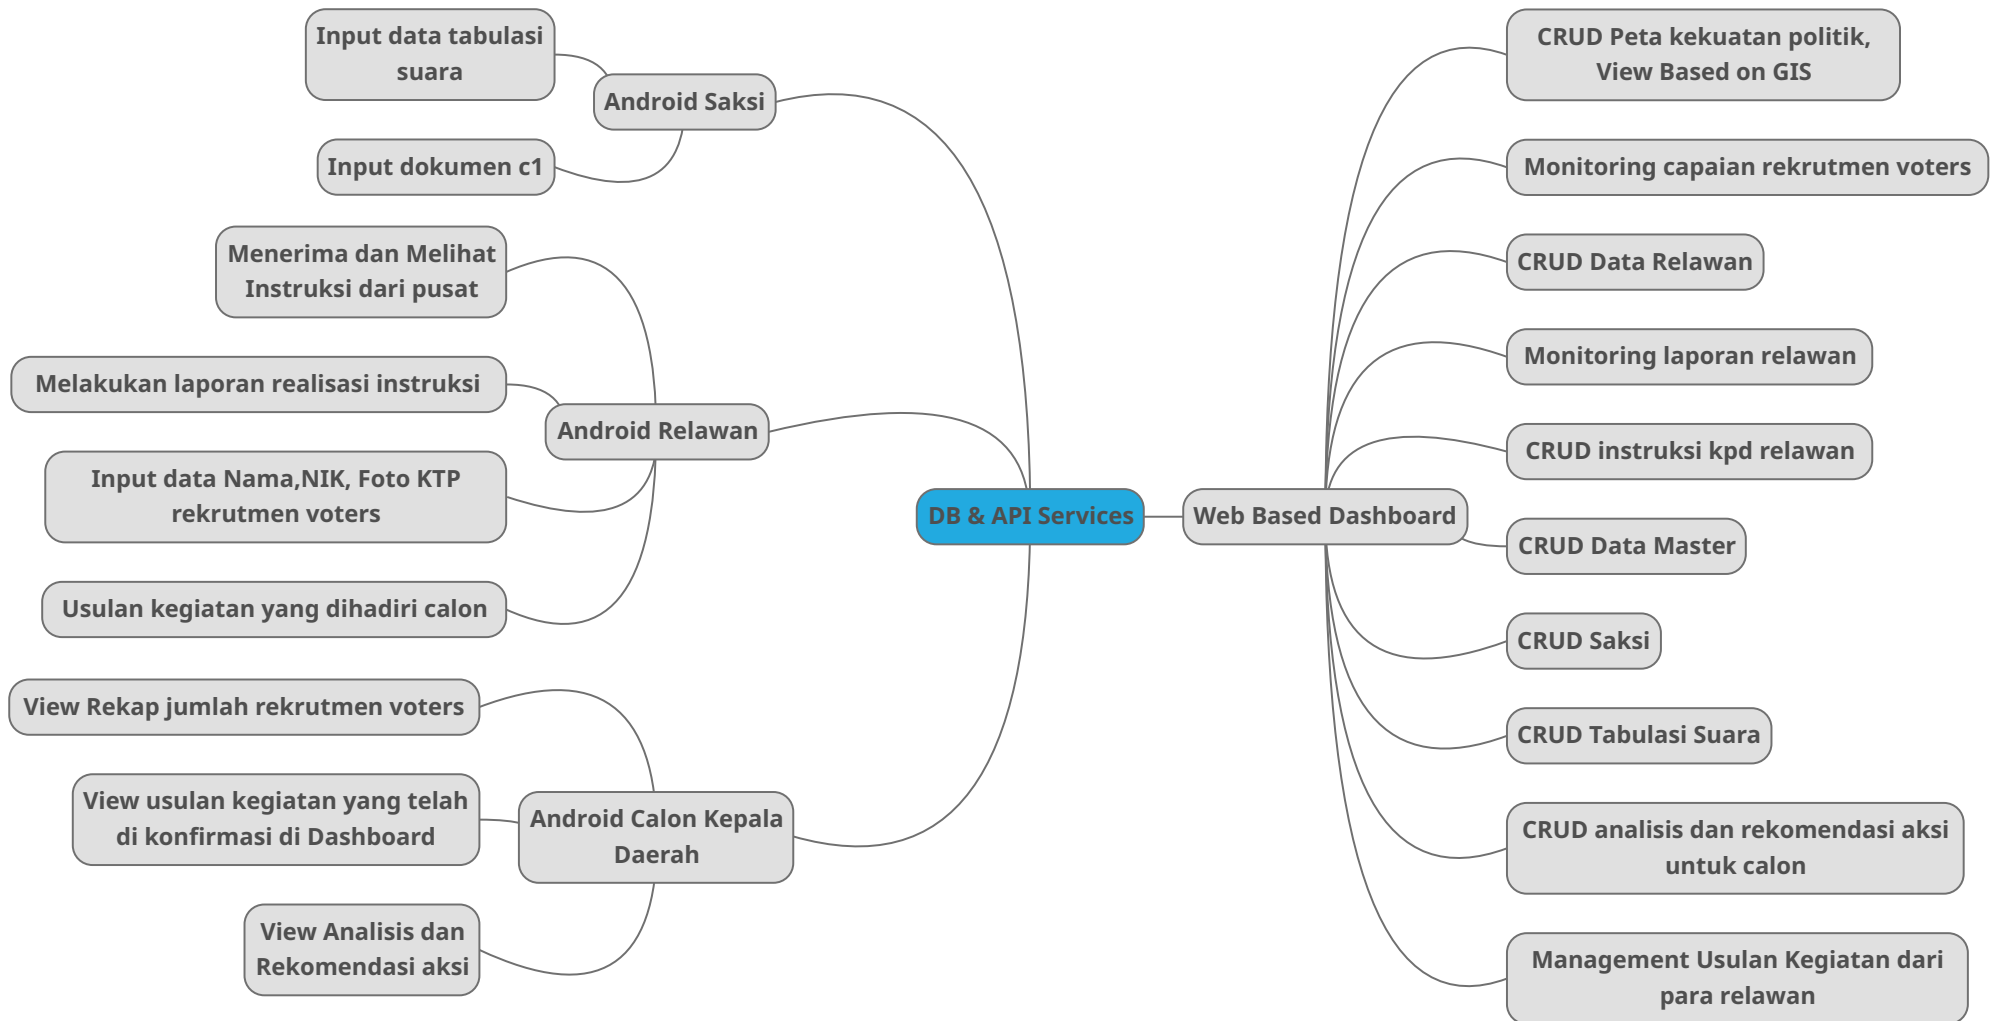 Input data tabulasi
suara
Android Saksi
Input dokumen c1
Menerima dan Melihat
Instruksi dari pusat
Melakukan laporan realisasi instruksi
Android Relawan
Input data Nama,NIK, Foto KTP
rekrutmen voters
Usulan kegiatan yang dihadiri calon
View Rekap jumlah rekrutmen voters
View usulan kegiatan yang telah
di konfirmasi di Dashboard
Android Calon Kepala
Daerah
View Analisis dan
Rekomendasi aksi
DB & API Services
Web Based Dashboard
CRUD Peta kekuatan politik,
View Based on GIS
Monitoring capaian rekrutmen voters
CRUD Data Relawan
Monitoring laporan relawan
CRUD instruksi kpd relawan
CRUD Data Master
CRUD Saksi
CRUD Tabulasi Suara
CRUD analisis dan rekomendasi aksi
untuk calon
Management Usulan Kegiatan dari
para relawan